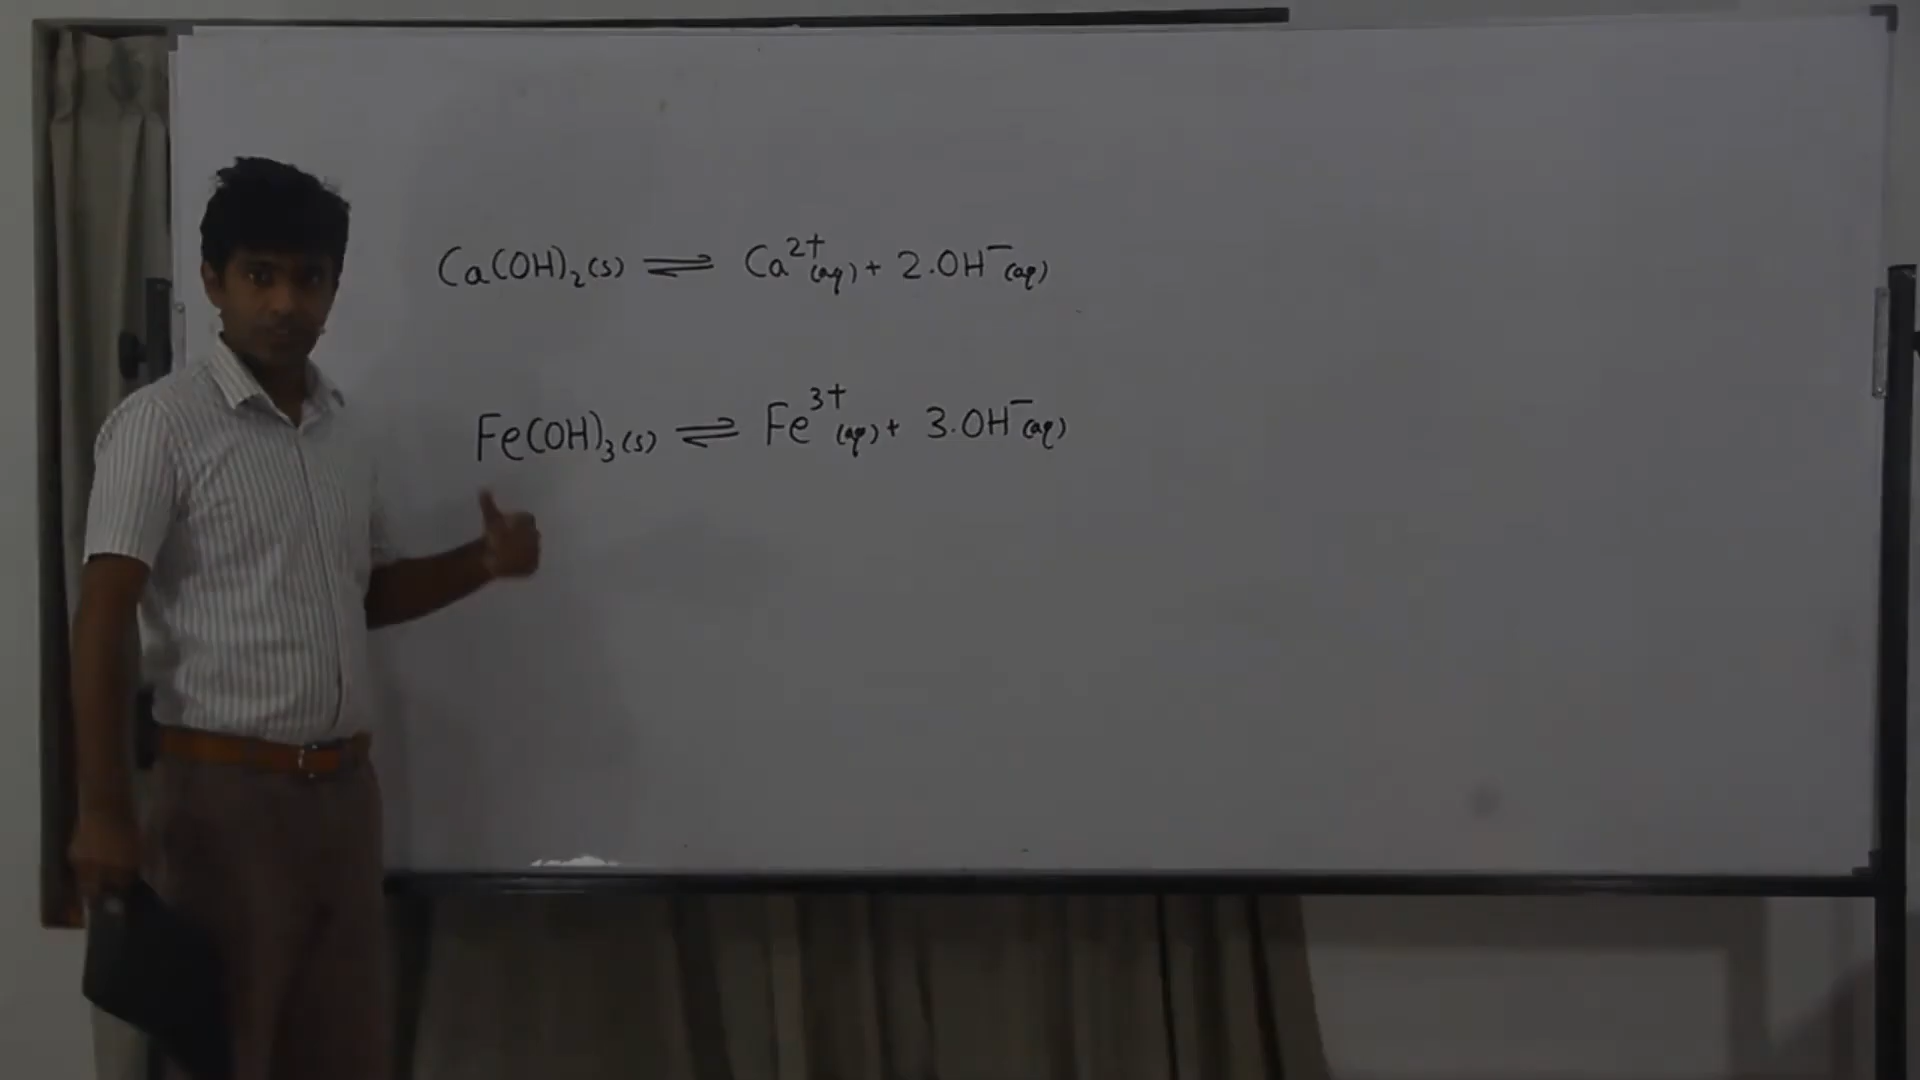 Ca(OH)₂(s) ⇌ Ca²⁺(aq) + 2.OH⁻(aq)
Fe(OH)₃(s) ⇌ Fe³⁺(aq) + 3.OH⁻(aq)